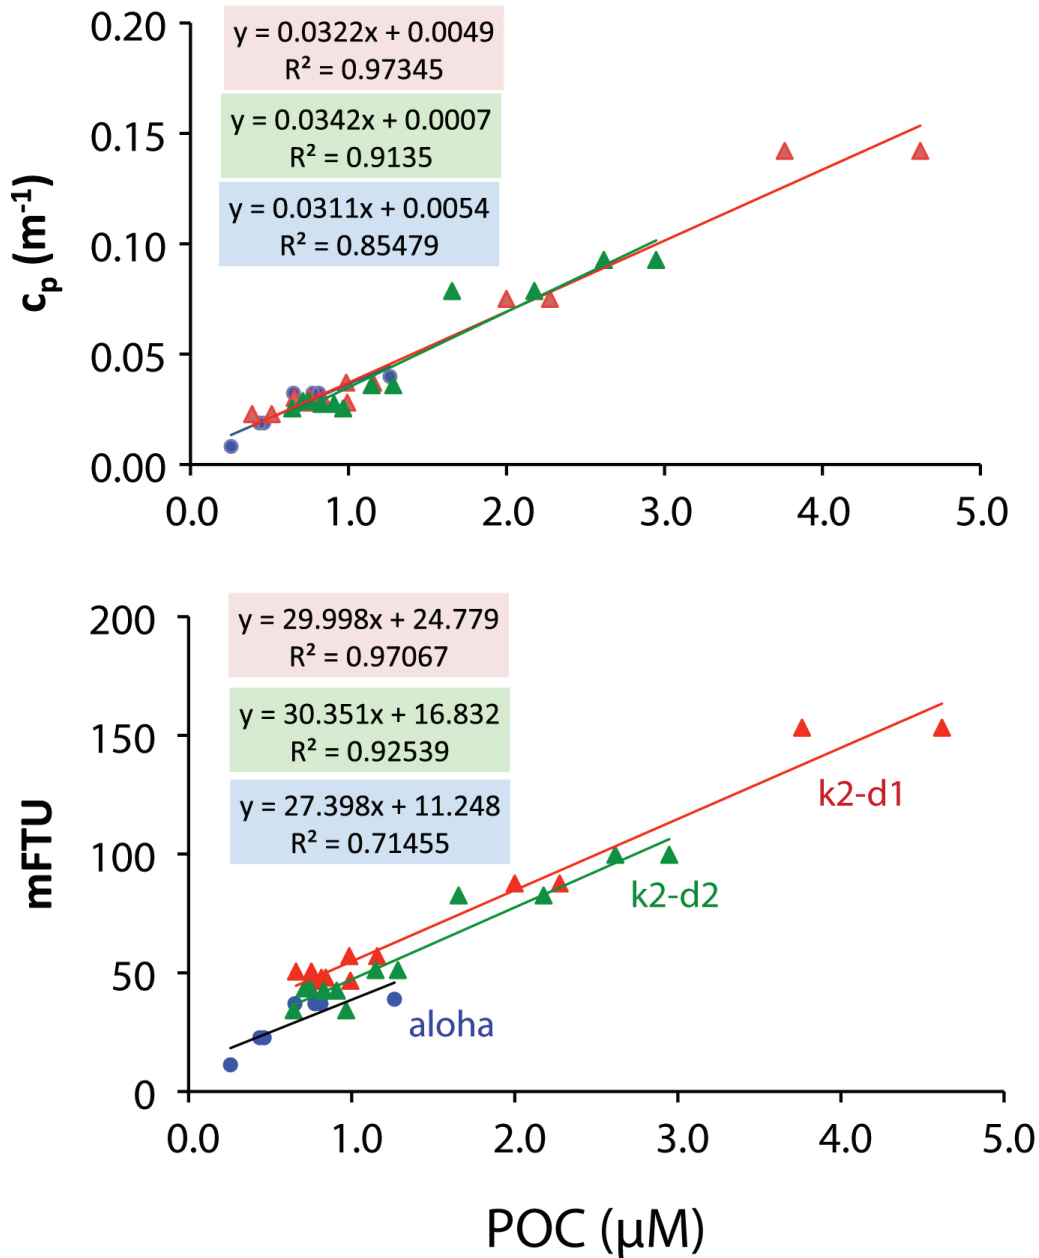 0.20
y = 0.0322x + 0.0049
R² = 0.97345
0.15
y = 0.0342x + 0.0007
R² = 0.9135
0.10
y = 0.0311x + 0.0054
R² = 0.85479
cp (m-1)
0.05
0.00
0.0 1.0 2.0 3.0 4.0 5.0
200
y = 29.998x + 24.779
R² = 0.97067
150
y = 30.351x + 16.832
R² = 0.92539
k2-d1
100
y = 27.398x + 11.248
R² = 0.71455
mFTU
k2-d2
50
aloha
0
0.0 1.0 2.0 3.0 4.0 5.0
POC (µM)